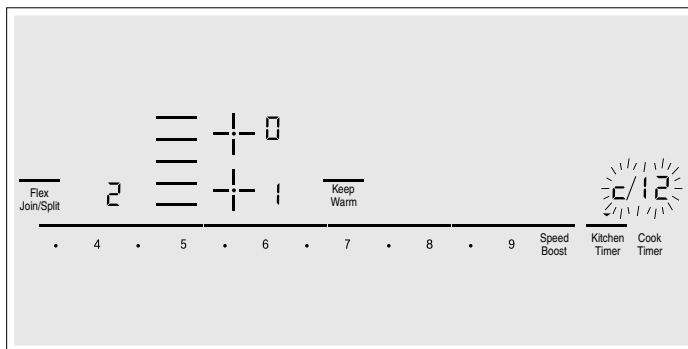 0
Flex
Join/Split
2
1
Keep
Warm
c/12
. 4 . 5 . 6 . 7 . 8 . 9
Speed
Boost
Kitchen
Timer
Cook
Timer